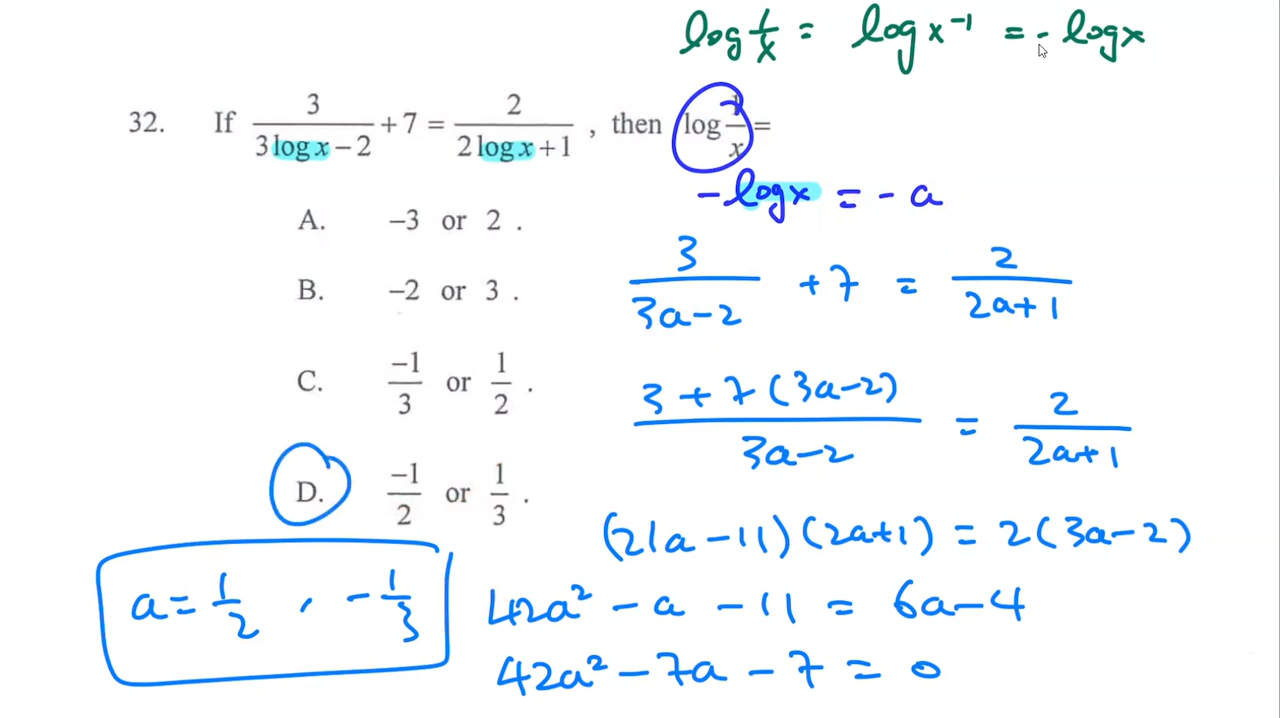 log 1/x = log x⁻¹ = - log x
32. If 3/(3 log x − 2) + 7 = 2/(2 log x + 1) , then log 1/x =
- log x = - a
A. −3 or 2 .
B. −2 or 3 .
C. −1/3 or 1/2 .
D. −1/2 or 1/3 .
3/(3a−2) + 7 = 2/(2a+1)
(3 + 7(3a−2))/(3a−2) = 2/(2a+1)
(21a − 11)(2a+1) = 2(3a−2)
42a² − a − 11 = 6a − 4
42a² − 7a − 7 = 0
a = 1/2 , − 1/3